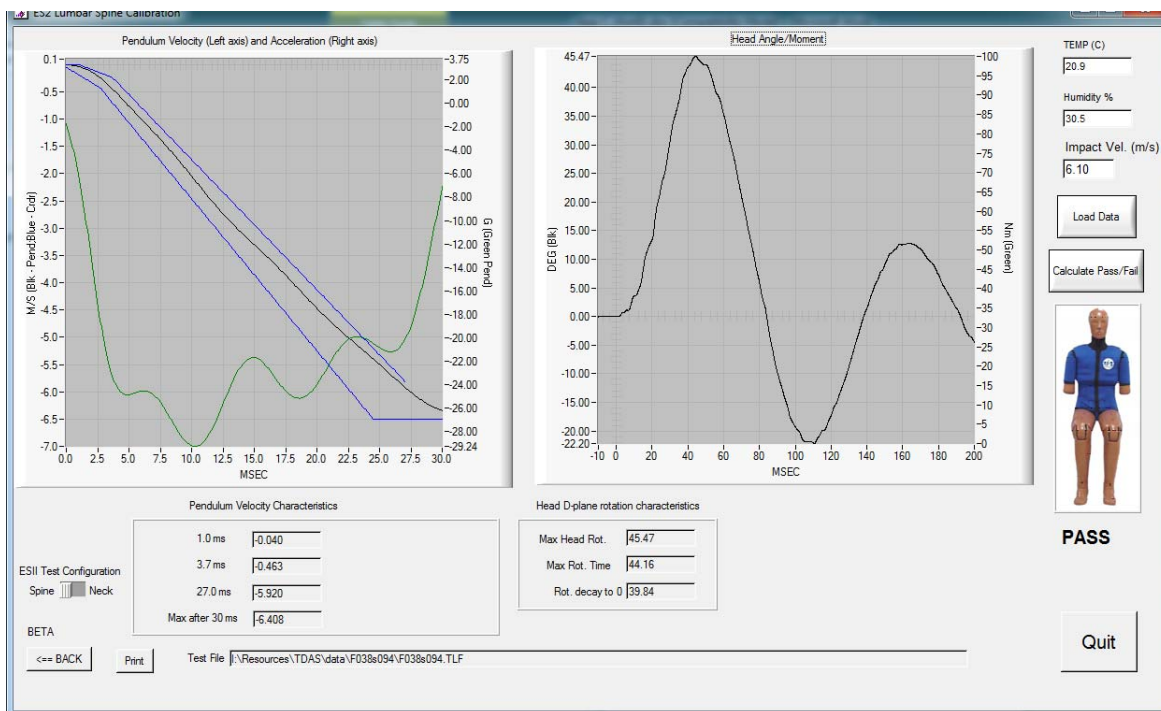 ES2 Lumbar Spine Calibration
Pendulum Velocity (Left axis) and Acceleration (Right axis)
0.1
-0.5
-1.0
-1.5
-2.0
-2.5
-3.0
-3.5
-4.0
-4.5
-5.0
-5.5
-6.0
-6.5
-7.0
M/S (Blk - Pend;Blue - Crdr)
-3.75
-2.00
-0.00
-2.00
-4.00
-6.00
-8.00
-10.00
-12.00
-14.00
-16.00
-18.00
-20.00
-22.00
-24.00
-26.00
-28.00
-29.24
G (Green Pend)
0.0 2.5 5.0 7.5 10.0 12.5 15.0 17.5 20.0 22.5 25.0 27.5 30.0
MSEC
Head Angle/Moment
45.47
40.00
35.00
30.00
25.00
20.00
15.00
10.00
5.00
0.00
-5.00
-10.00
-15.00
-20.00
-22.20
DEG (Blk)
-100
-95
-90
-85
-80
-75
-70
-65
-60
-55
-50
-45
-40
-35
-30
-25
-20
-15
-10
-5
-0
Nm (Green)
-10 0 20 40 60 80 100 120 140 160 180 200
MSEC
TEMP (C)
20.9
Humidity %
30.5
Impact Vel. (m/s)
6.10
Load Data
Calculate Pass/Fail
PASS
Pendulum Velocity Characteristics
1.0 ms -0.040
3.7 ms -0.463
27.0 ms -5.920
Max after 30 ms -6.408
Head D-plane rotation characteristics
Max Head Rot. 45.47
Max Rot. Time 44.16
Rot. decay to 0 39.84
ESII Test Configuration
Spine Neck
BETA
<== BACK
Print
Test File I:\Resources\TDAS\data\F038s094\F038s094.TLF
Quit